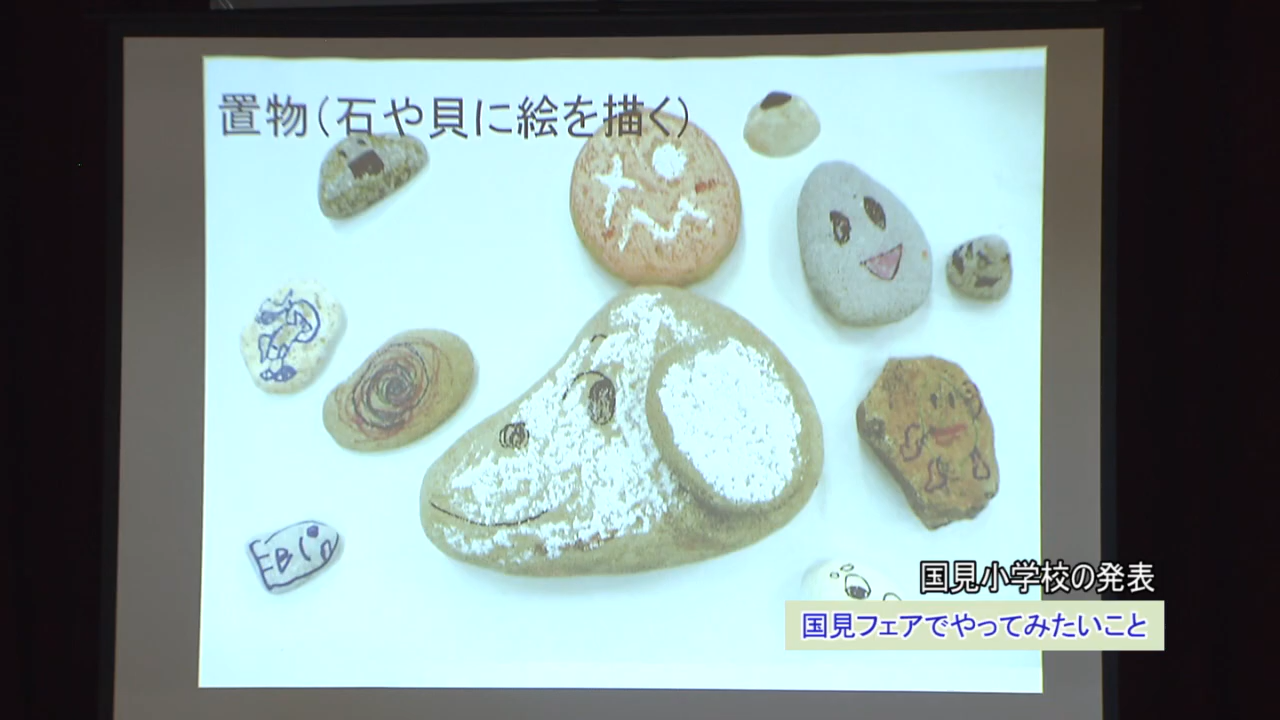 置物（石や貝に絵を描く）
国見小学校の発表
国見フェアでやってみたいこと